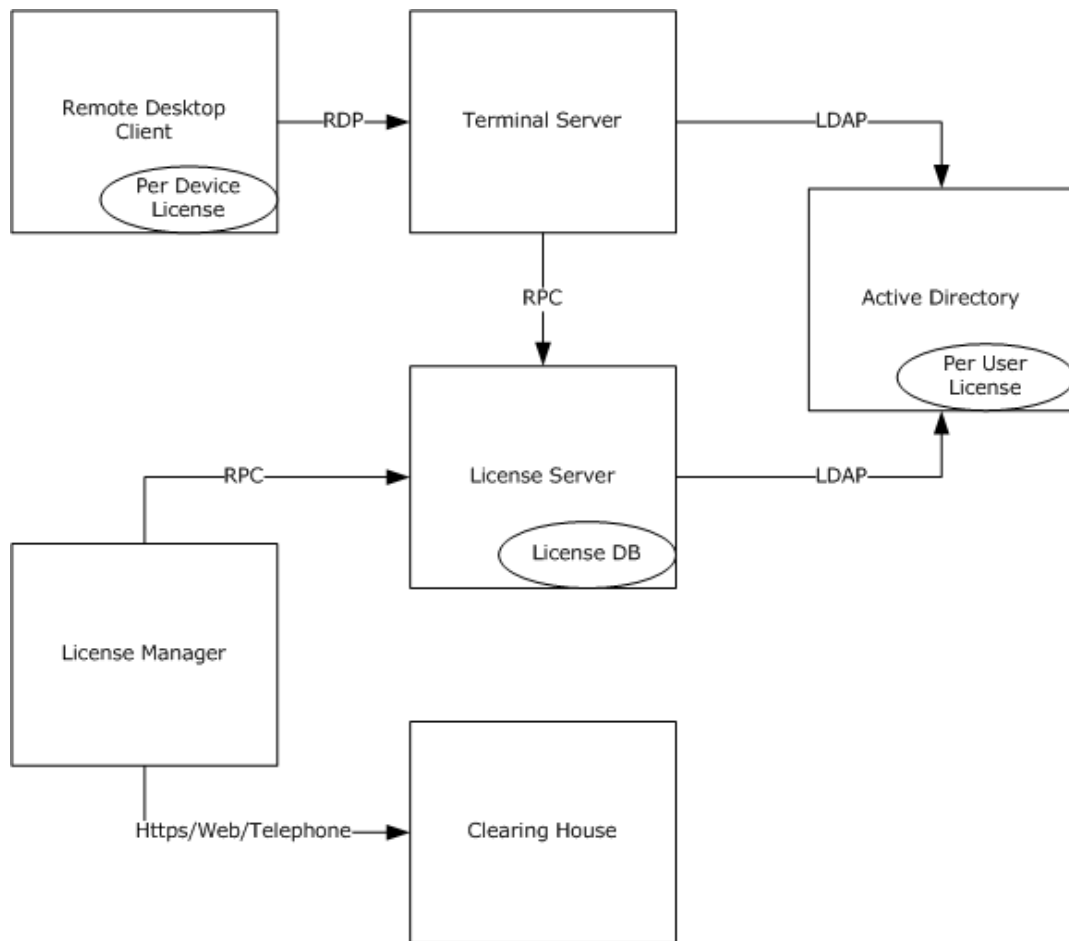 Remote Desktop
Client
Per Device
License
RDP
Terminal Server
LDAP
RPC
Active Directory
Per User
License
RPC
License Server
LDAP
License DB
License Manager
Https/Web/Telephone
Clearing House